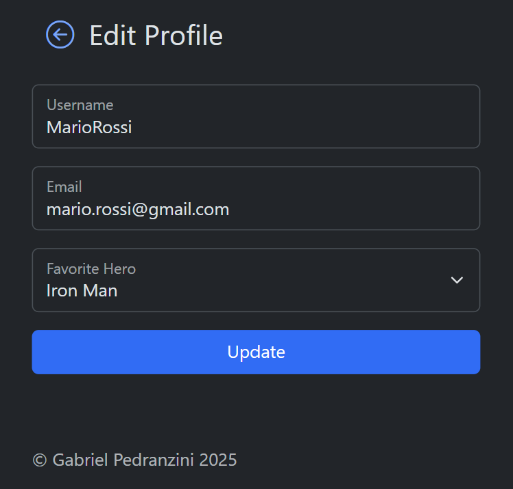 Edit Profile
Username
MarioRossi
Email
mario.rossi@gmail.com
Favorite Hero
Iron Man
Update
© Gabriel Pedranzini 2025